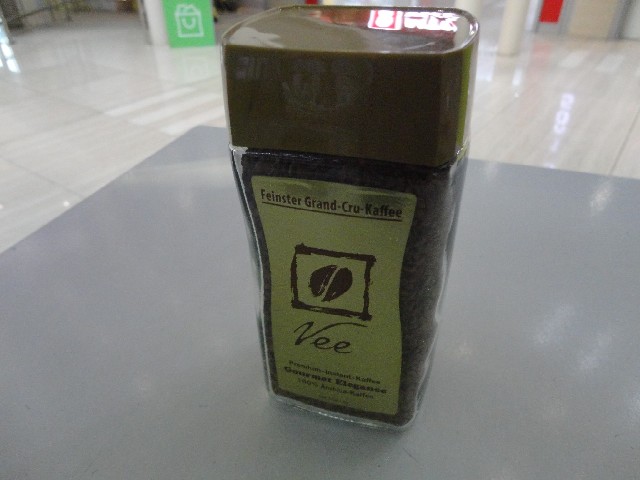 Feinster Grand-Cru-Kaffee
Vee
Premium-Instant-Kaffee
Gourmet Elegance
100% Arabica-Kaffee